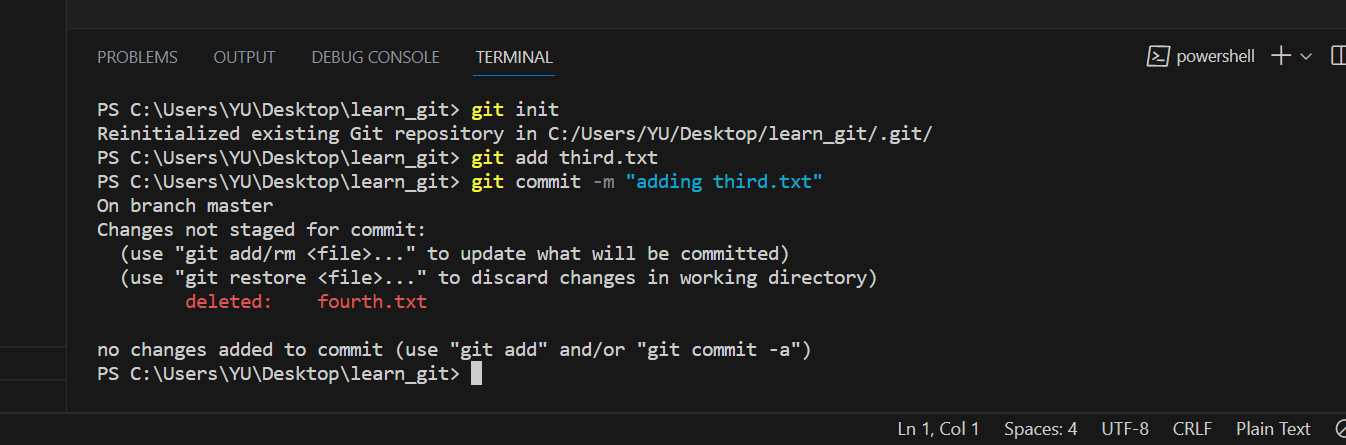 PROBLEMS OUTPUT DEBUG CONSOLE TERMINAL powershell
PS C:\Users\YU\Desktop\learn_git> git init
Reinitialized existing Git repository in C:/Users/YU/Desktop/learn_git/.git/
PS C:\Users\YU\Desktop\learn_git> git add third.txt
PS C:\Users\YU\Desktop\learn_git> git commit -m "adding third.txt"
On branch master
Changes not staged for commit:
  (use "git add/rm <file>..." to update what will be committed)
  (use "git restore <file>..." to discard changes in working directory)
        deleted:    fourth.txt

no changes added to commit (use "git add" and/or "git commit -a")
PS C:\Users\YU\Desktop\learn_git>
Ln 1, Col 1 Spaces: 4 UTF-8 CRLF Plain Text